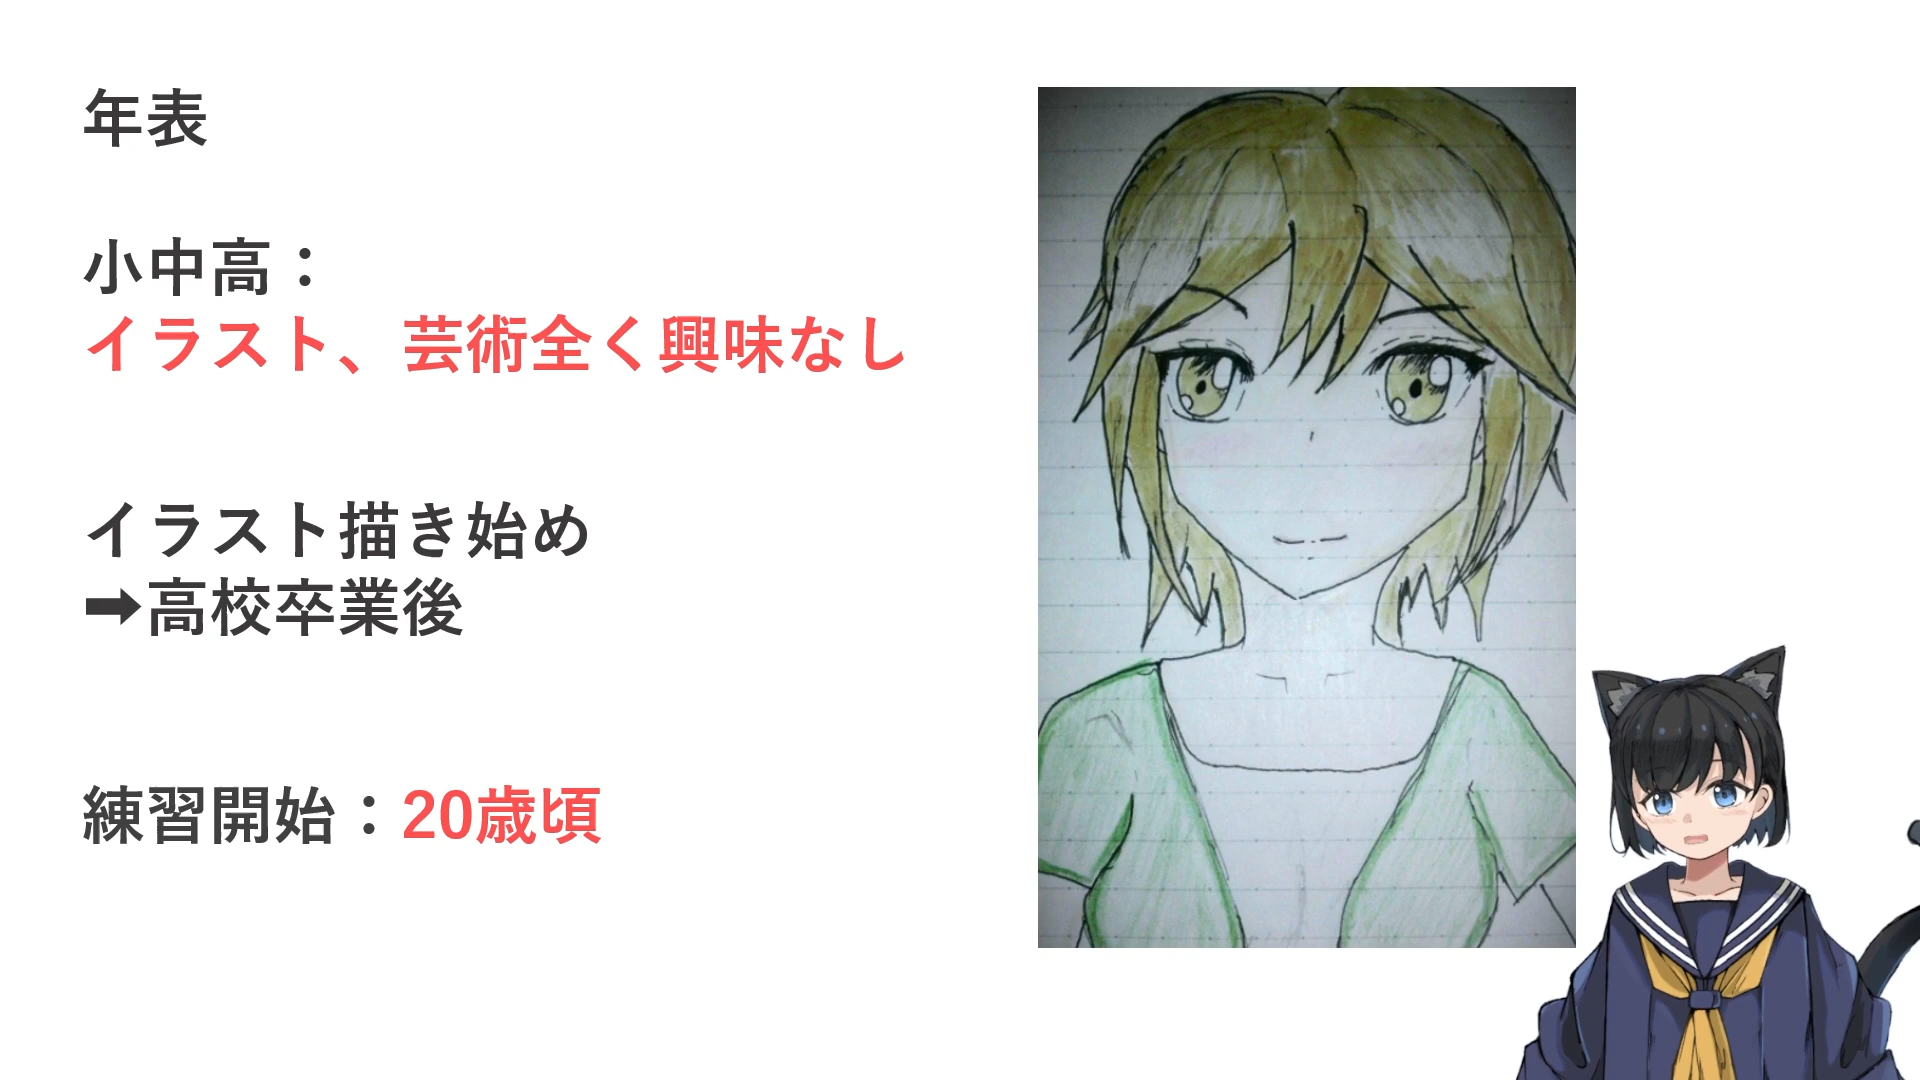 年表
小中高：
イラスト、芸術全く興味なし
イラスト描き始め
➡高校卒業後
練習開始：20歳頃